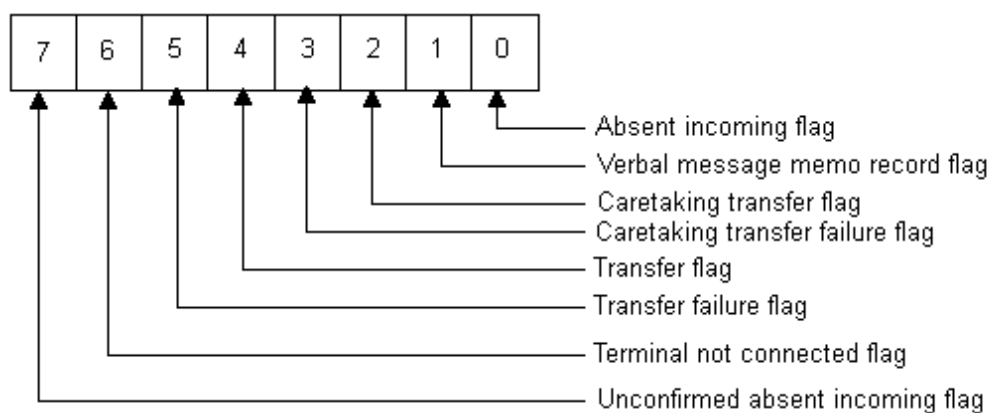 7 6 5 4 3 2 1 0
Absent incoming flag
Verbal message memo record flag
Caretaking transfer flag
Caretaking transfer failure flag
Transfer flag
Transfer failure flag
Terminal not connected flag
Unconfirmed absent incoming flag